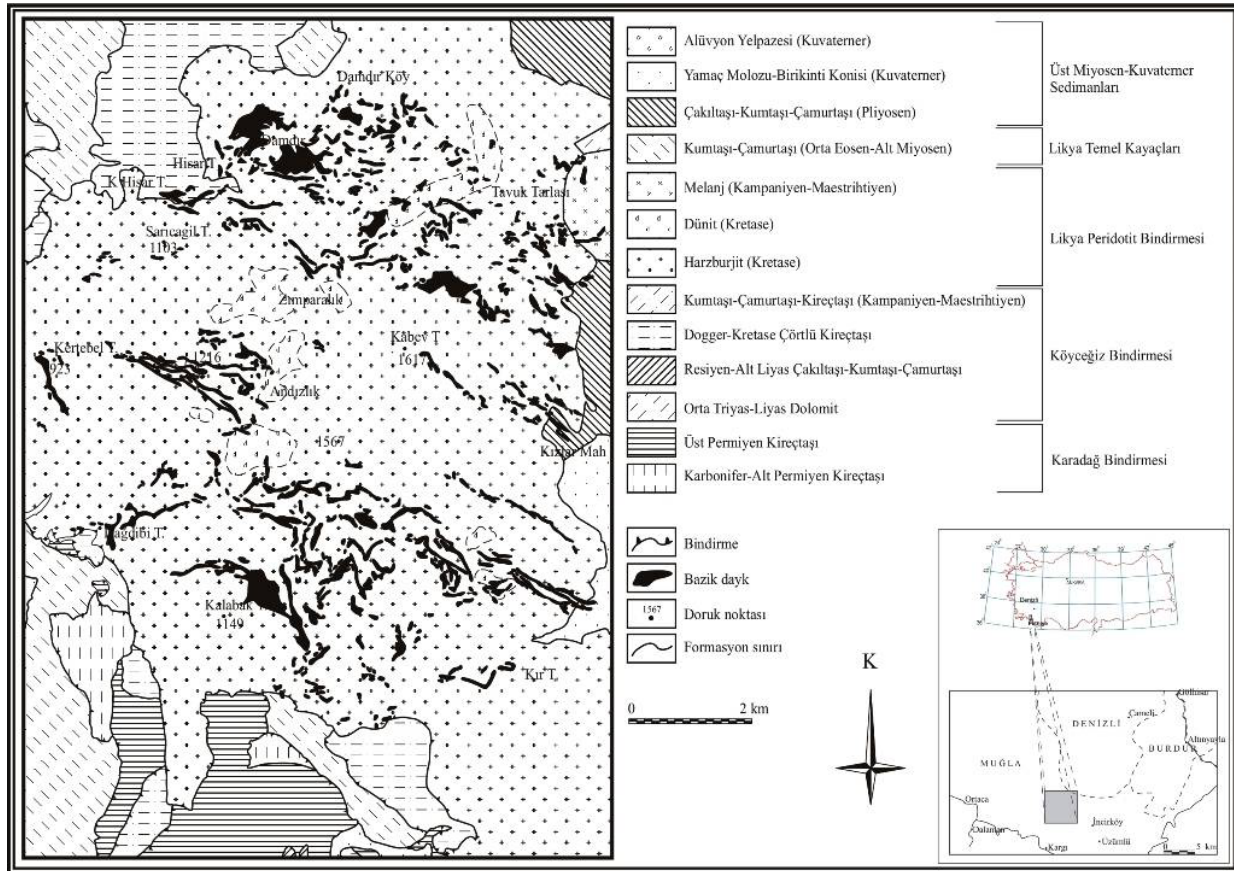 Damdır Köy
Damdır
Hisar T.
K Hisar T.
Tavuk Tarlası
Sarıcagil T.
1103
Zımparalık
Kertebel T.
923
1216
Andızlık
1617
1567
Kızlar Mah
Kalabak
1149
Kır T.
Alüvyon Yelpazesi (Kuvaterner)
Yamaç Molozu-Birikinti Konisi (Kuvaterner)
Çakıltaşı-Kumtaşı-Çamurtaşı (Pliyosen)
Kumtaşı-Çamurtaşı (Orta Eosen-Alt Miyosen)
Melanj (Kampaniyen-Maestrihtiyen)
Dünit (Kretase)
Harzburjit (Kretase)
Kumtaşı-Çamurtaşı-Kireçtaşı (Kampaniyen-Maestrihtiyen)
Dogger-Kretase Çörtlü Kireçtaşı
Resiyen-Alt Liyas Çakıltaşı-Kumtaşı-Çamurtaşı
Orta Triyas-Liyas Dolomit
Üst Permiyen Kireçtaşı
Karbonifer-Alt Permiyen Kireçtaşı
Üst Miyosen-Kuvaterner
Sedimanları
Likya Temel Kayaçları
Likya Peridotit Bindirmesi
Köyceğiz Bindirmesi
Karadağ Bindirmesi
Bindirme
Bazik dayk
1567
Doruk noktası
Formasyon sınırı
0 2 km
K
Denizli
DENİZLİ
Çameli
BURDUR
Altınyayla
MUĞLA
Ortaca
Dalaman
İncirköy
Üzümlü
Kargı
0 5 km